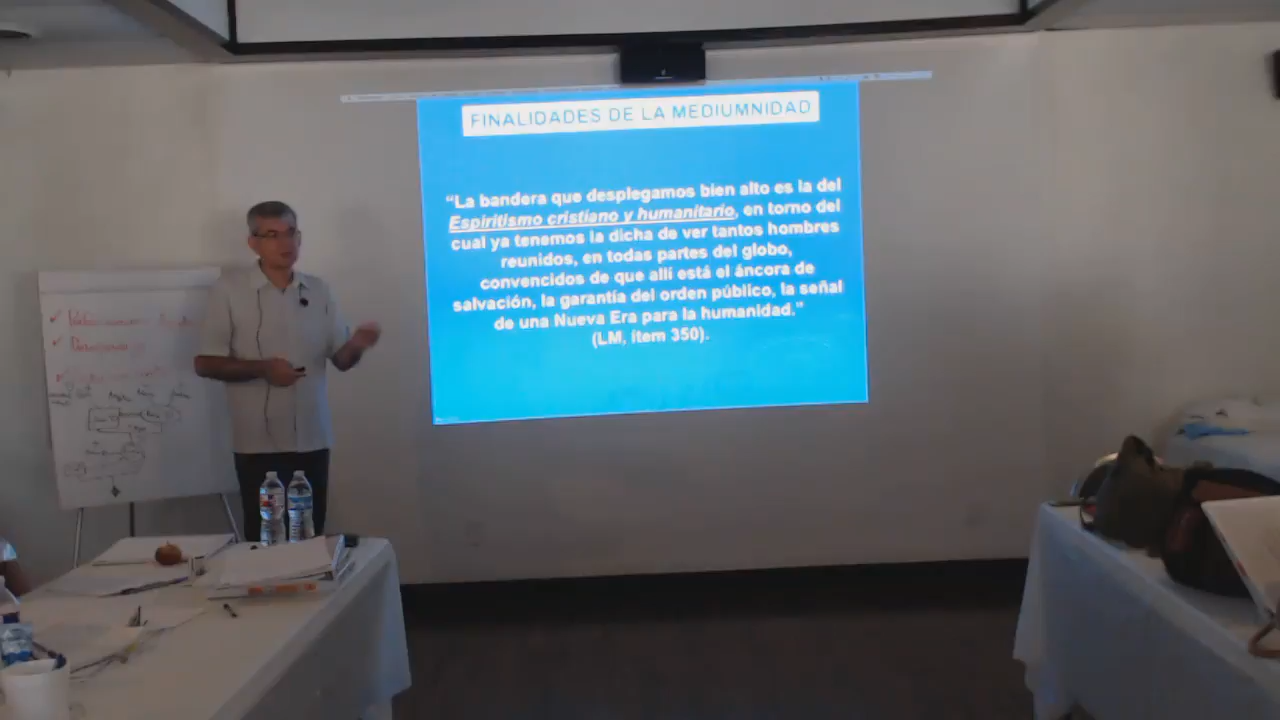 FINALIDADES DE LA MEDIUMNIDAD
“La bandera que desplegamos bien alto es la del
Espiritismo cristiano y humanitario, en torno del
cual ya tenemos la dicha de ver tantos hombres
reunidos, en todas partes del globo,
convencidos de que allí está el áncora de
salvación, la garantía del orden público, la señal
de una Nueva Era para la humanidad.”
(LM, ítem 350).